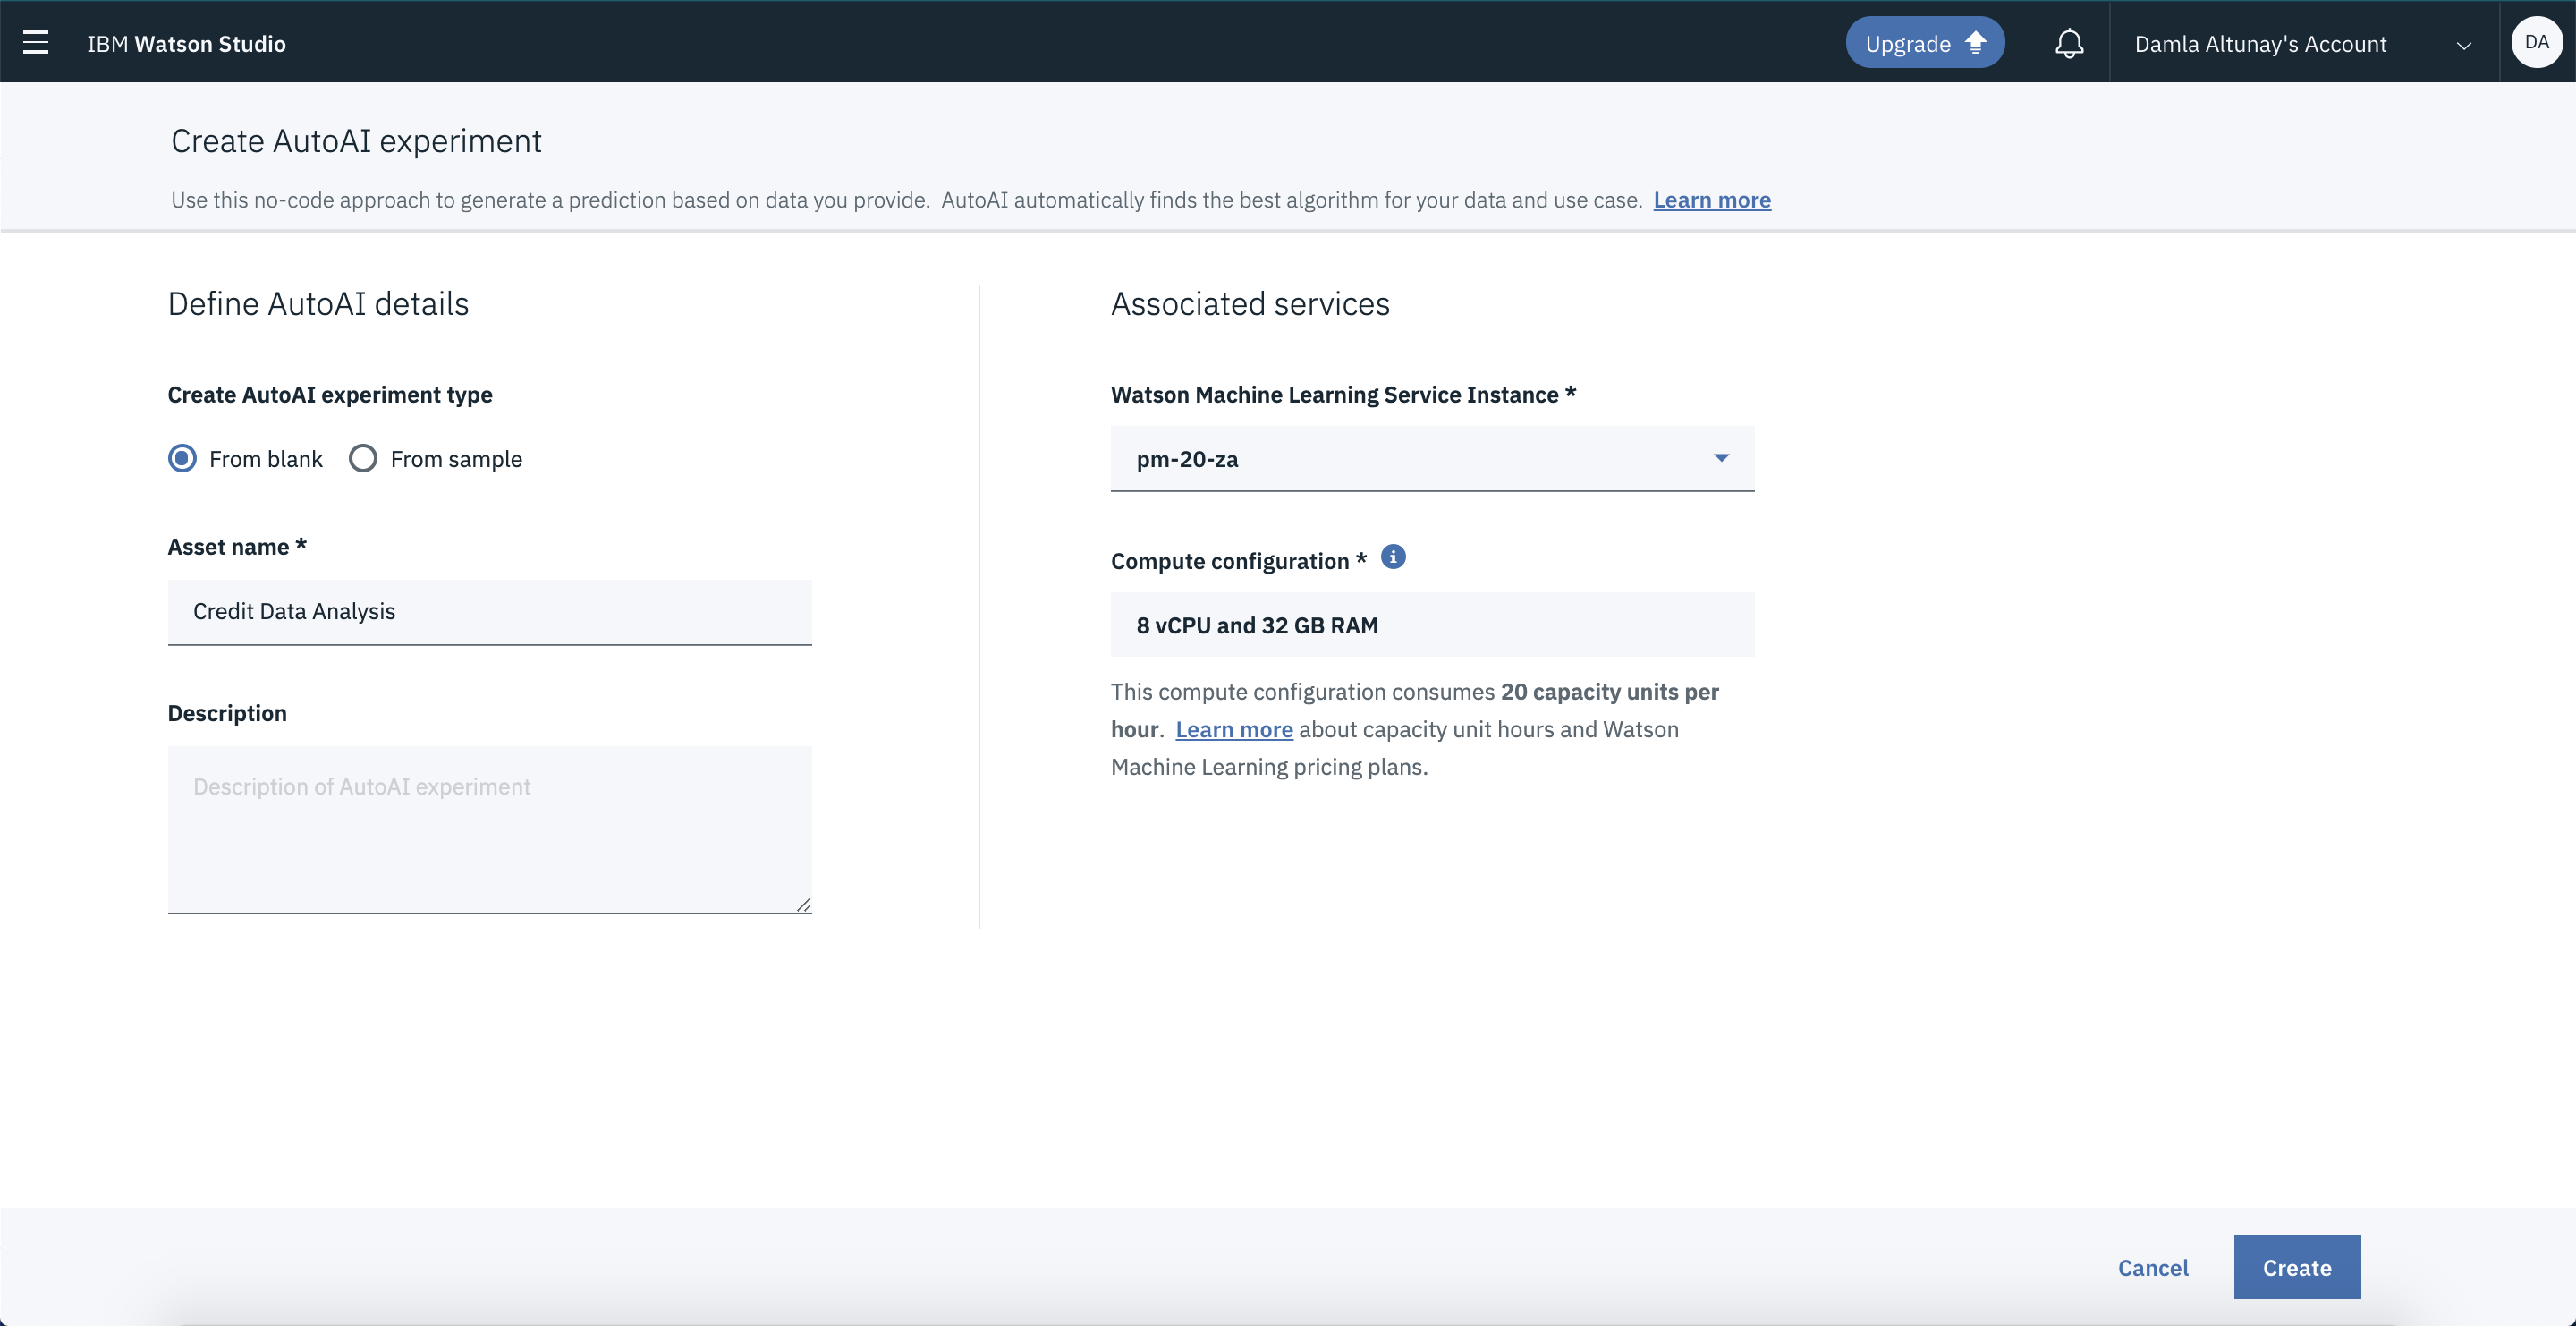 IBM Watson Studio
Upgrade
Damla Altunay's Account
DA
Create AutoAI experiment
Use this no-code approach to generate a prediction based on data you provide. AutoAI automatically finds the best algorithm for your data and use case. Learn more
Define AutoAI details
Create AutoAI experiment type
From blank
From sample
Asset name *
Credit Data Analysis
Description
Description of AutoAI experiment
Associated services
Watson Machine Learning Service Instance *
pm-20-za
Compute configuration *
8 vCPU and 32 GB RAM
This compute configuration consumes 20 capacity units per
hour. Learn more about capacity unit hours and Watson
Machine Learning pricing plans.
Cancel
Create